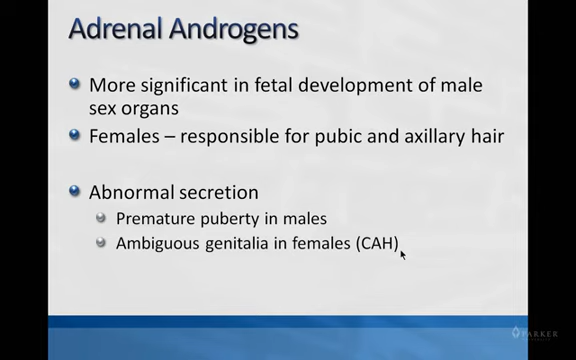 Adrenal Androgens
More significant in fetal development of male
sex organs
Females – responsible for pubic and axillary hair
Abnormal secretion
Premature puberty in males
Ambiguous genitalia in females (CAH)
PARKER